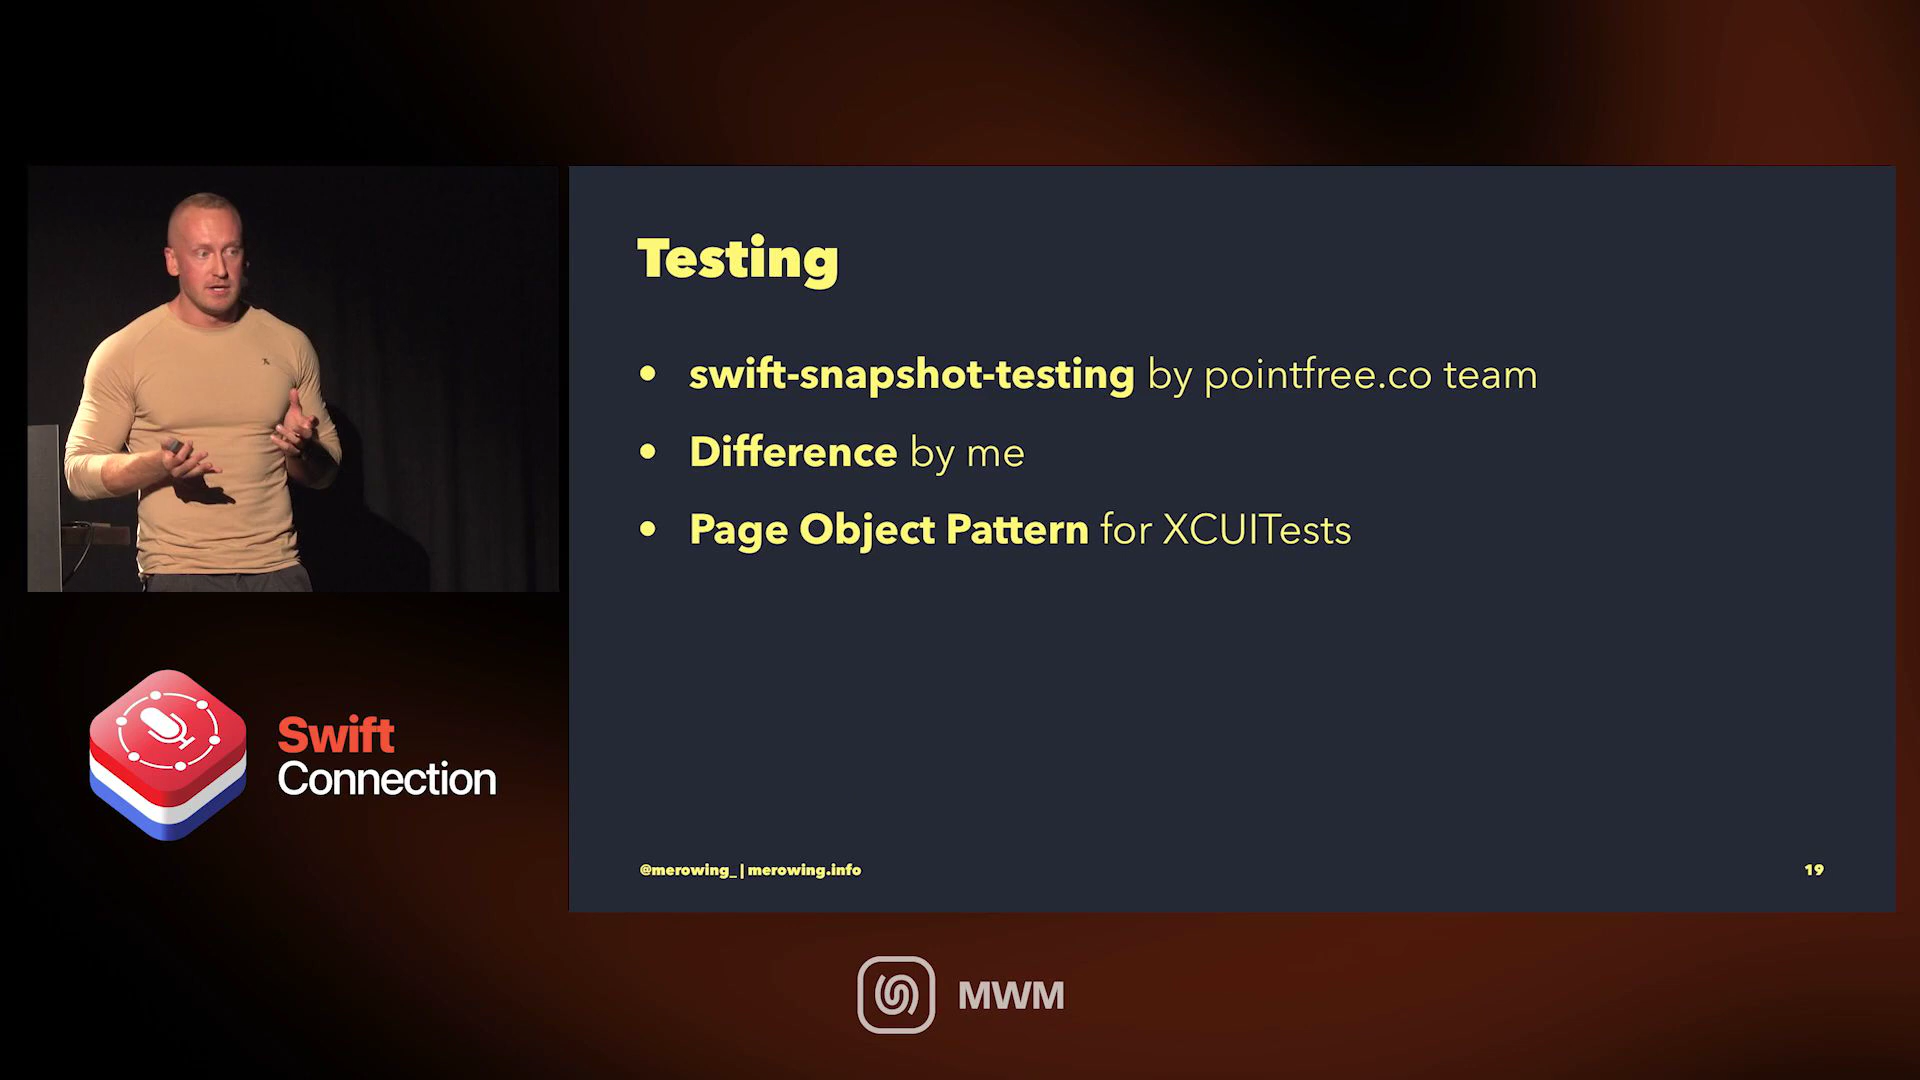 Testing
• swift-snapshot-testing by pointfree.co team
• Difference by me
• Page Object Pattern for XCUITests
@merowing_ | merowing.info
19
Swift
Connection
MWM